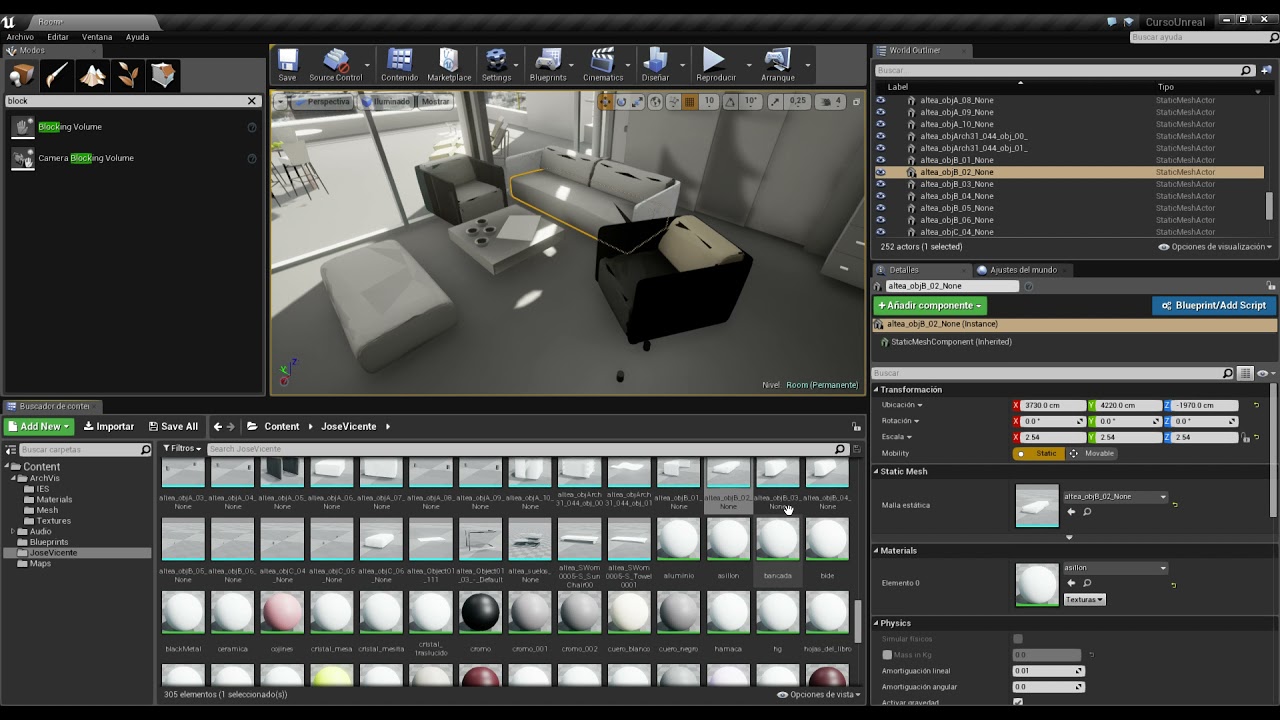 Room
CursoUnreal
Archivo Editar Ventana Ayuda
Buscar ayuda
Modes
block
Blocking Volume
Camera Blocking Volume
Save Source Control Contenido Marketplace Settings Blueprints Cinematics Diseñar Reproducir Arranque
Perspectiva Iluminado Mostrar 10 10° 0,25 4
Nivel: Room (Permanente)
World Outliner
Buscar
Label Tipo
altea_objA_08_None StaticMeshActor
altea_objA_09_None StaticMeshActor
altea_objA_10_None StaticMeshActor
altea_objArch31_044_obj_00_ StaticMeshActor
altea_objArch31_044_obj_01_ StaticMeshActor
altea_objB_01_None StaticMeshActor
altea_objB_02_None StaticMeshActor
altea_objB_03_None StaticMeshActor
altea_objB_04_None StaticMeshActor
altea_objB_05_None StaticMeshActor
altea_objB_06_None StaticMeshActor
altea_objC_04_None StaticMeshActor
252 actors (1 selected) Opciones de visualización
Detalles Ajustes del mundo
altea_objB_02_None
+Añadir componente Blueprint/Add Script
altea_objB_02_None (Instance)
StaticMeshComponent (Inherited)
Buscar
Transformación
Ubicación X 3730.0 cm Y 4220.0 cm Z -1970.0 cm
Rotación X 0.0 ° Y 0.0 ° Z 0.0 °
Escala X 2.54 Y 2.54 Z 2.54
Mobility Static Movable
Static Mesh
Malla estática altea_objB_02_None
Materials
Elemento 0 asillon
Texturas
Physics
Simular físicos
Mass in Kg 0.0
Amortiguación lineal 0.01
Amortiguación angular 0.0
Activar gravedad
Buscador de conter
Add New Importar Save All Content JoseVicente
Buscar carpetas
Content
ArchVis
IES
Materials
Mesh
Textures
Audio
Blueprints
JoseVicente
Maps
Filtros Search JoseVicente
altea_objA_03_None altea_objA_04_None altea_objA_05_None altea_objA_06_None altea_objA_07_None altea_objA_08_None altea_objA_09_None altea_objA_10_None altea_objArch31_044_obj_00 altea_objArch31_044_obj_01 altea_objB_01_None altea_objB_02_None altea_objB_03_None altea_objB_04_None
altea_objB_05_None altea_objB_06_None altea_objC_04_None altea_objC_05_None altea_Object01_111 altea_Object01_03_-_Default altea_suelos_None aluminio asillon bancada bide
blackMetal ceramica cojines cristal_mesa cristal_mesita cristal_traslucido cromo cromo_001 cromo_002 cuero_blanco cuero_negro hamaca hg hojas_del_libro
305 elementos (1 seleccionado(s)) Opciones de vista